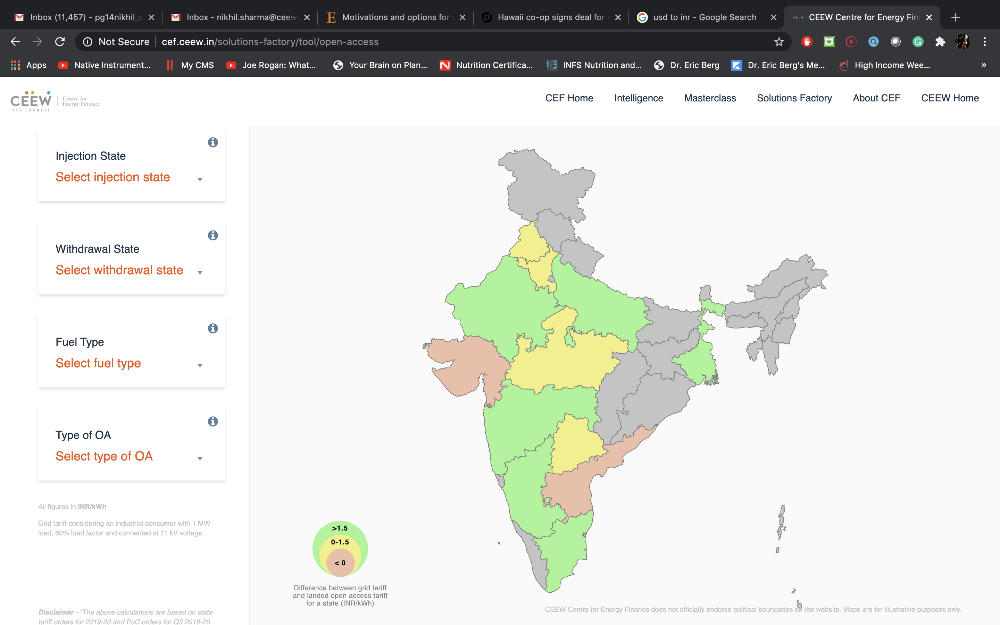 Inbox (11,457) - pg14nikhil_s
Inbox - nikhil.sharma@ceew
Motivations and options for
Hawaii co-op signs deal for
usd to inr - Google Search
CEEW Centre for Energy Fin
Not Secure
cef.ceew.in/solutions-factory/tool/open-access
Apps
Native Instrument...
My CMS
Joe Rogan: What...
Your Brain on Plan...
Nutrition Certifica...
INFS Nutrition and...
Dr. Eric Berg
Dr. Eric Berg's Me...
High Income Wee...
»
CEEW
THE COUNCIL
Centre for
Energy Finance
CEF Home
Intelligence
Masterclass
Solutions Factory
About CEF
CEEW Home
Injection State
Select injection state
Withdrawal State
Select withdrawal state
Fuel Type
Select fuel type
Type of OA
Select type of OA
All figures in INR/kWh
Grid tariff considering an industrial consumer with 1 MW
load, 80% load factor and connected at 11 kV voltage
Disclaimer - "The above calculations are based on state
tariff orders for 2019-20 and PoC orders for Q3 2019-20.
>1.5
0-1.5
< 0
Difference between grid tariff
and landed open access tariff
for a state (INR/kWh)
CEEW Centre for Energy Finance does not officially endorse political boundaries on the website. Maps are for illustrative purposes only.